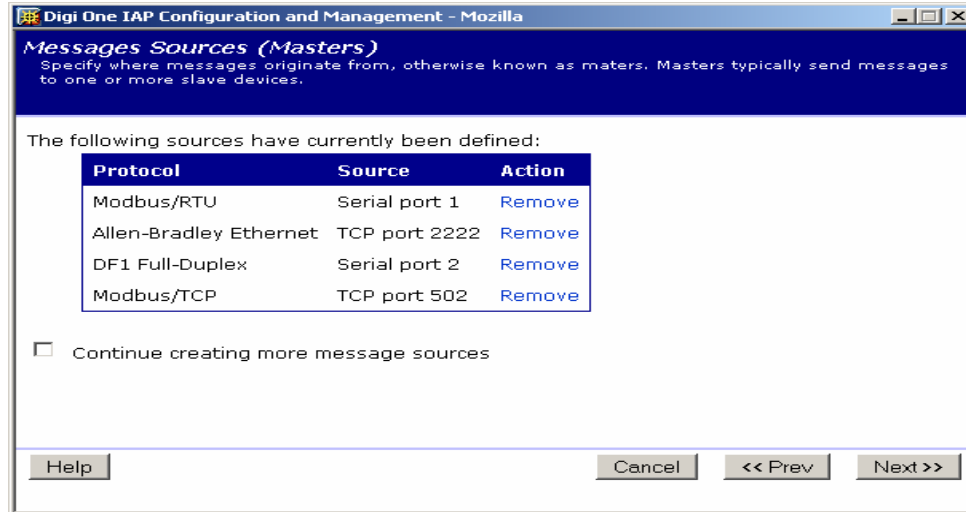 Digi One IAP Configuration and Management - Mozilla
Messages Sources (Masters)
Specify where messages originate from, otherwise known as maters. Masters typically send messages
to one or more slave devices.
The following sources have currently been defined:
Protocol Source Action
Modbus/RTU Serial port 1 Remove
Allen-Bradley Ethernet TCP port 2222 Remove
DF1 Full-Duplex Serial port 2 Remove
Modbus/TCP TCP port 502 Remove
Continue creating more message sources
Help Cancel << Prev Next >>